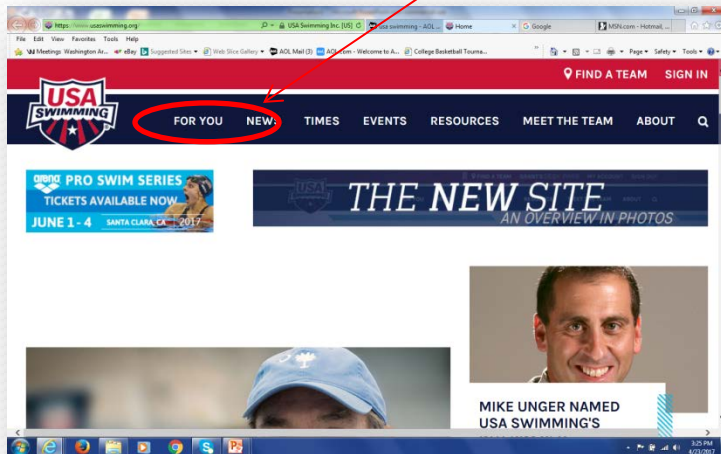 https://www.usaswimming.org
USA Swimming Inc. [US]
usa swimming - AOL ...
Home
Google
MSN.com - Hotmail, ...
File Edit View Favorites Tools Help
Meetings Washington Ar... eBay Suggested Sites Web Slice Gallery AOL Mail (3) AOL.com - Welcome to A... College Basketball Tourna...
Page Safety Tools
FIND A TEAM SIGN IN
USA
SWIMMING
FOR YOU NEWS TIMES EVENTS RESOURCES MEET THE TEAM ABOUT
arena PRO SWIM SERIES
TICKETS AVAILABLE NOW
JUNE 1 - 4 SANTA CLARA, CA 2017
THE NEW SITE
AN OVERVIEW IN PHOTOS
MIKE UNGER NAMED
USA SWIMMING'S
3:25 PM
4/23/2017